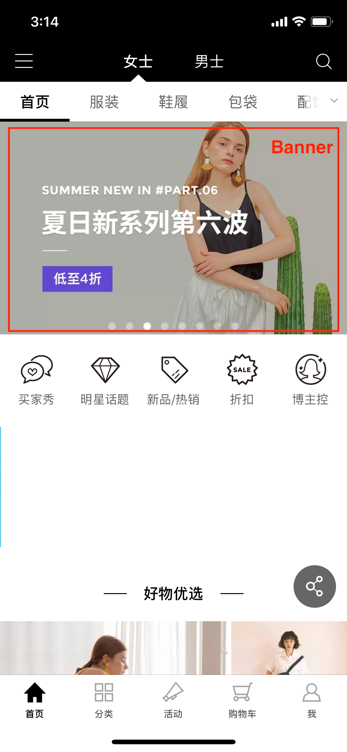 3:14
女士 男士
首页 服装 鞋履 包袋 配
Banner
SUMMER NEW IN #PART.06
夏日新系列第六波
低至4折
SALE
买家秀 明星话题 新品/热销 折扣 博主控
好物优选
首页 分类 活动 购物车 我